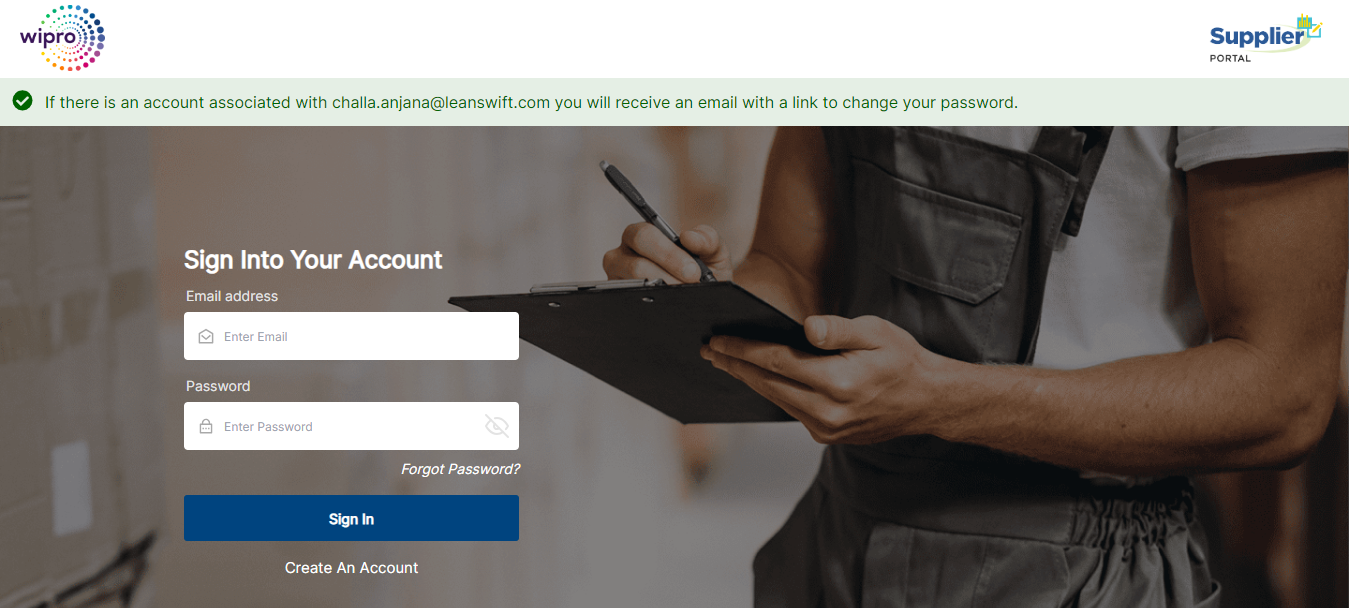 wipro
Supplier
PORTAL
If there is an account associated with challa.anjana@leanswift.com you will receive an email with a link to change your password.
Sign Into Your Account
Email address
Enter Email
Password
Enter Password
Forgot Password?
Sign In
Create An Account